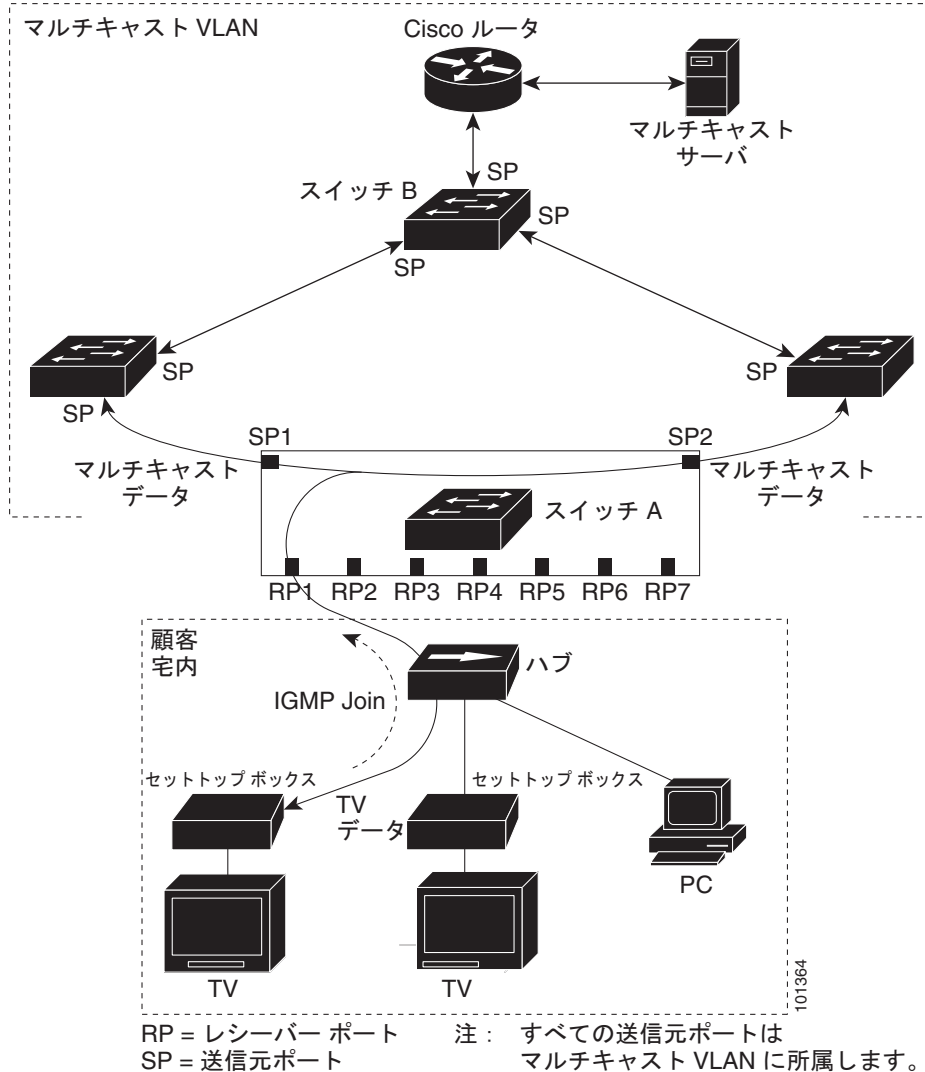 マルチキャスト VLAN
Cisco ルータ
マルチキャスト
サーバ
スイッチ B
SP
SP
SP
SP
SP
SP
SP1
SP2
マルチキャスト
データ
マルチキャスト
データ
スイッチ A
RP1 RP2 RP3 RP4 RP5 RP6 RP7
顧客
宅内
ハブ
IGMP Join
セットトップ ボックス
セットトップ ボックス
TV
データ
PC
TV
TV
101364
RP = レシーバー ポート
SP = 送信元ポート
注： すべての送信元ポートは
マルチキャスト VLAN に所属します。